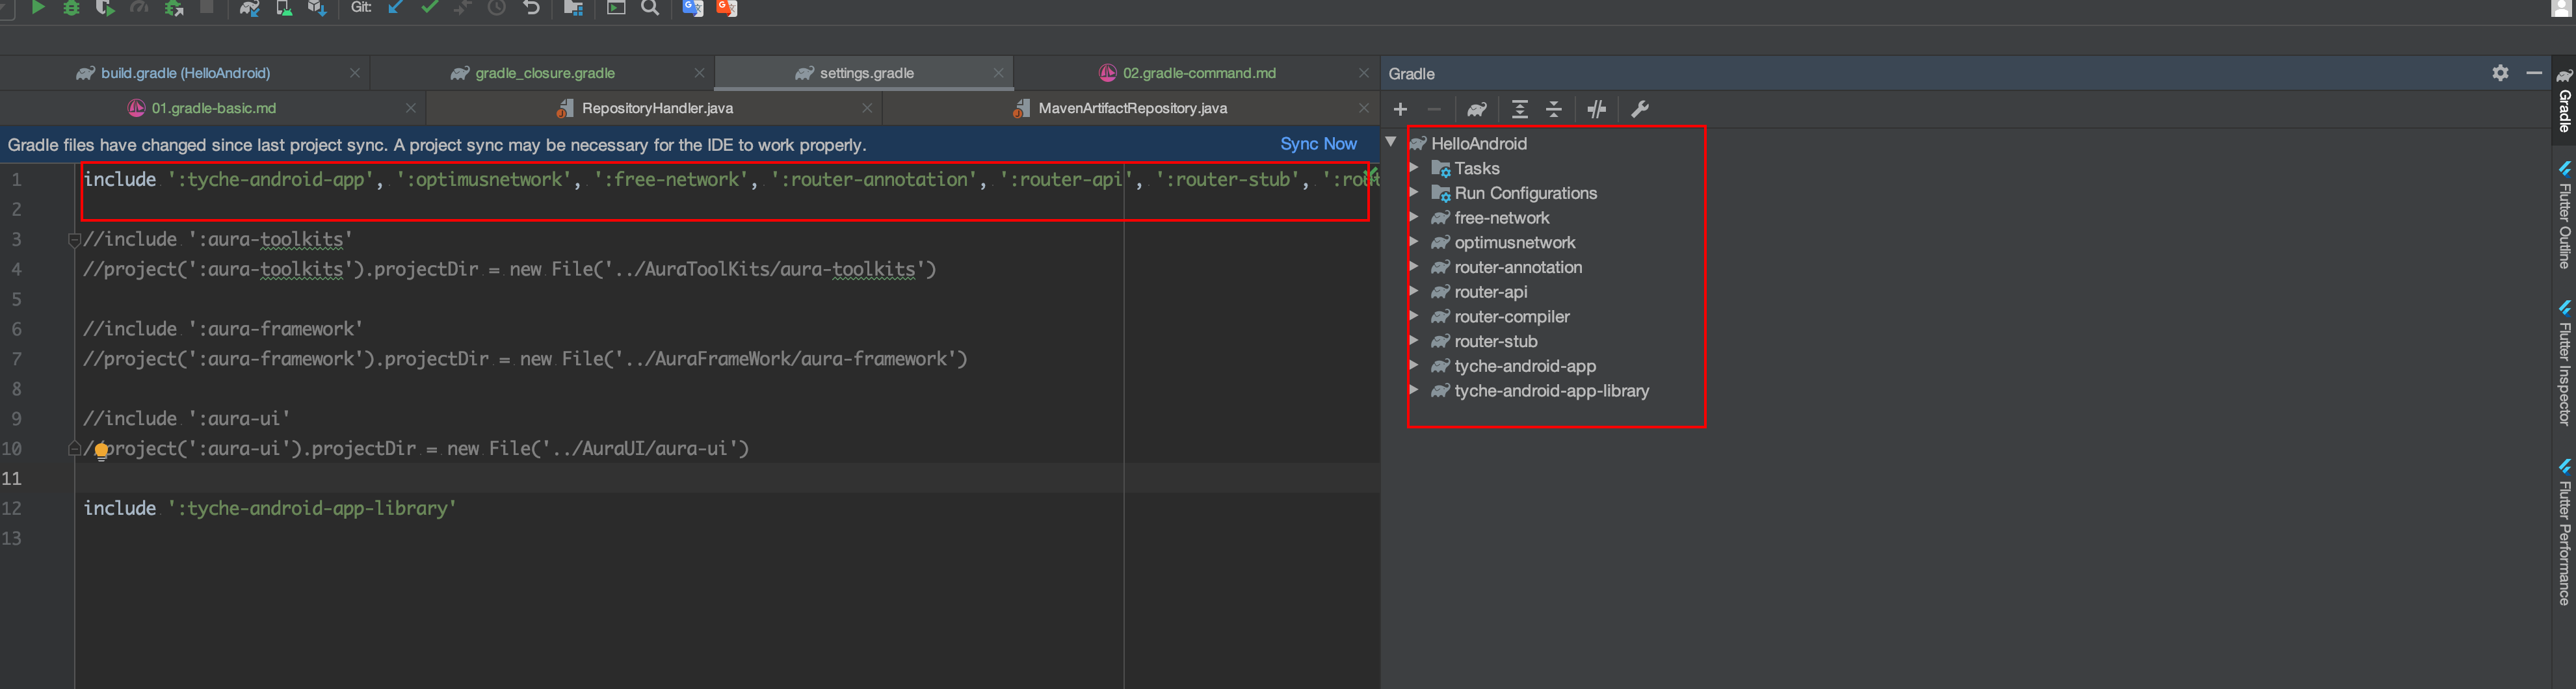 Git:
build.gradle (HelloAndroid)
gradle_closure.gradle
settings.gradle
02.gradle-command.md
01.gradle-basic.md
RepositoryHandler.java
MavenArtifactRepository.java
Gradle files have changed since last project sync. A project sync may be necessary for the IDE to work properly.
Sync Now
1 include ':tyche-android-app', ':optimusnetwork', ':free-network', ':router-annotation', ':router-api', ':router-stub',
2
3 //include ':aura-toolkits'
4 //project(':aura-toolkits').projectDir = new File('../AuraToolKits/aura-toolkits')
5
6 //include ':aura-framework'
7 //project(':aura-framework').projectDir = new File('../AuraFrameWork/aura-framework')
8
9 //include ':aura-ui'
10 //project(':aura-ui').projectDir = new File('../AuraUI/aura-ui')
11
12 include ':tyche-android-app-library'
13
Gradle
HelloAndroid
Tasks
Run Configurations
free-network
optimusnetwork
router-annotation
router-api
router-compiler
router-stub
tyche-android-app
tyche-android-app-library
Gradle
Flutter Outline
Flutter Inspector
Flutter Performance